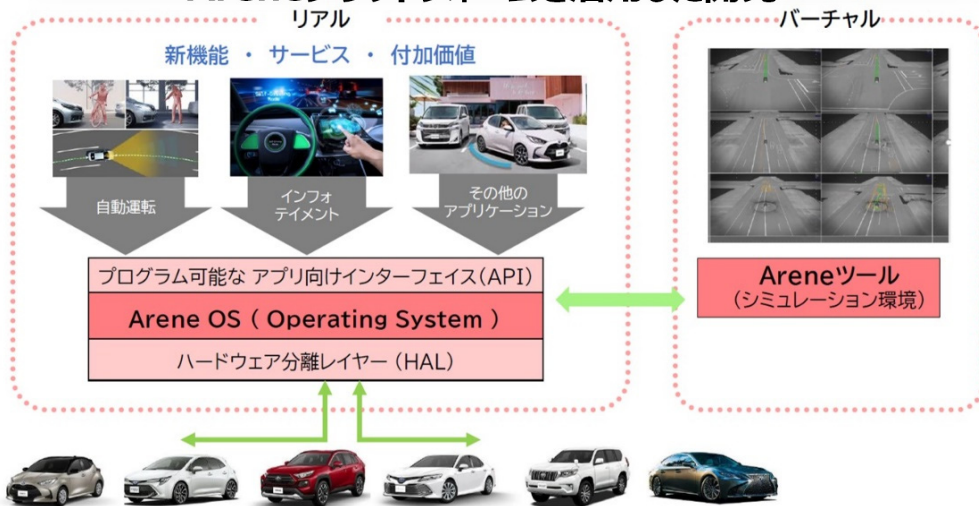 リアル
バーチャル
新機能 ・ サービス ・ 付加価値
自動運転
インフォ
テイメント
その他の
アプリケーション
プログラム可能な アプリ向けインターフェイス(API)
Arene OS ( Operating System )
ハードウェア分離レイヤー (HAL)
Areneツール
(シミュレーション環境)